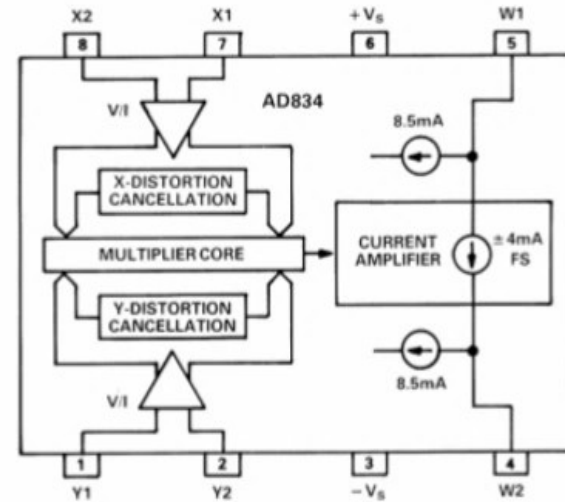 X2 X1 +VS W1
8 7 6 5
AD834
V/I
8.5mA
X-DISTORTION
CANCELLATION
MULTIPLIER CORE
CURRENT
AMPLIFIER
±4mA
FS
Y-DISTORTION
CANCELLATION
8.5mA
V/I
1 2 3 4
Y1 Y2 −VS W2